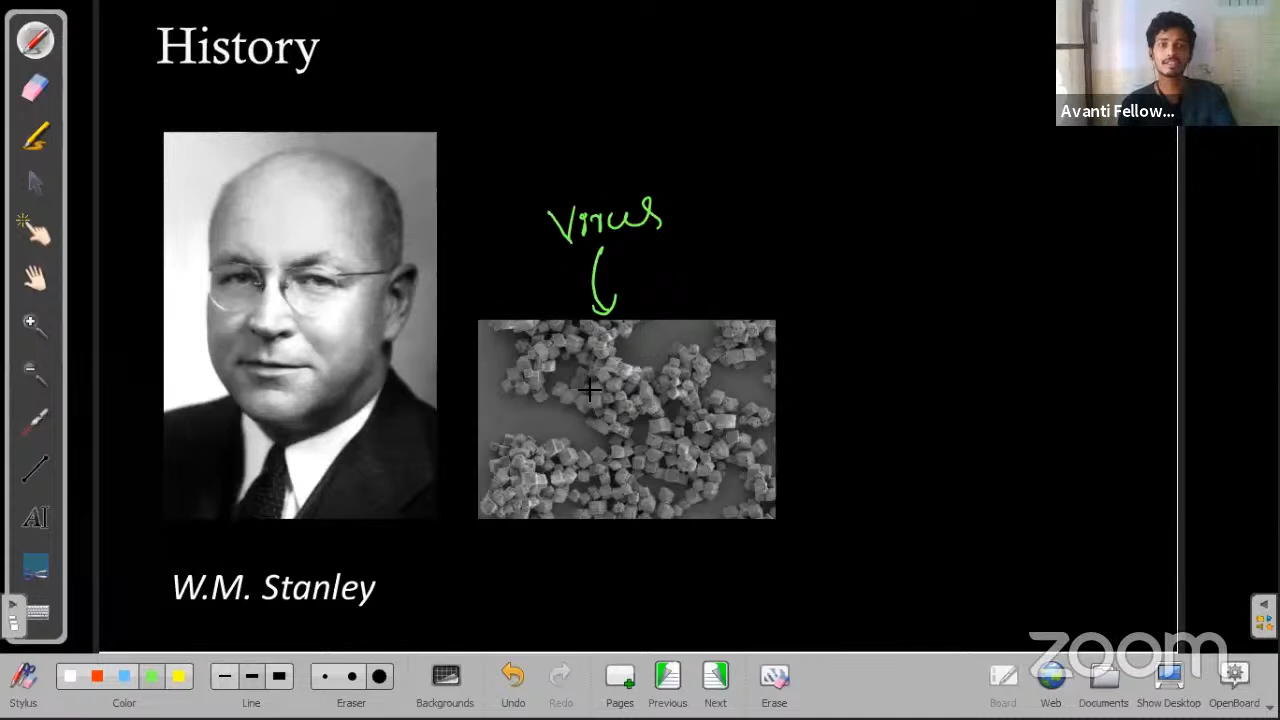 History
Avanti Fellow...
Virus
W.M. Stanley
zoom
Stylus
Color
Line
Eraser
Backgrounds
Undo
Redo
Pages
Previous
Next
Erase
Board
Web
Documents
Show Desktop
OpenBoard